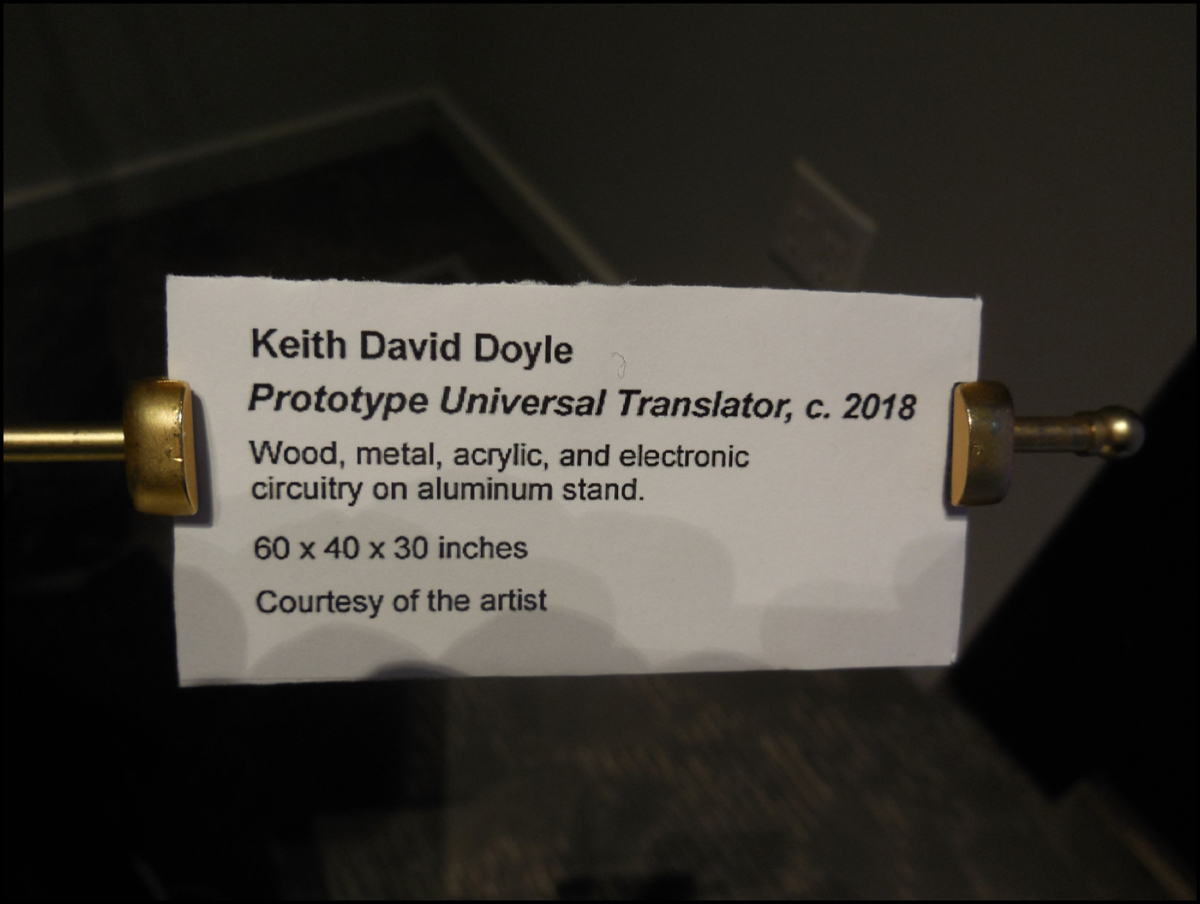 Keith David Doyle
Prototype Universal Translator, c. 2018
Wood, metal, acrylic, and electronic
circuitry on aluminum stand.
60 x 40 x 30 inches
Courtesy of the artist